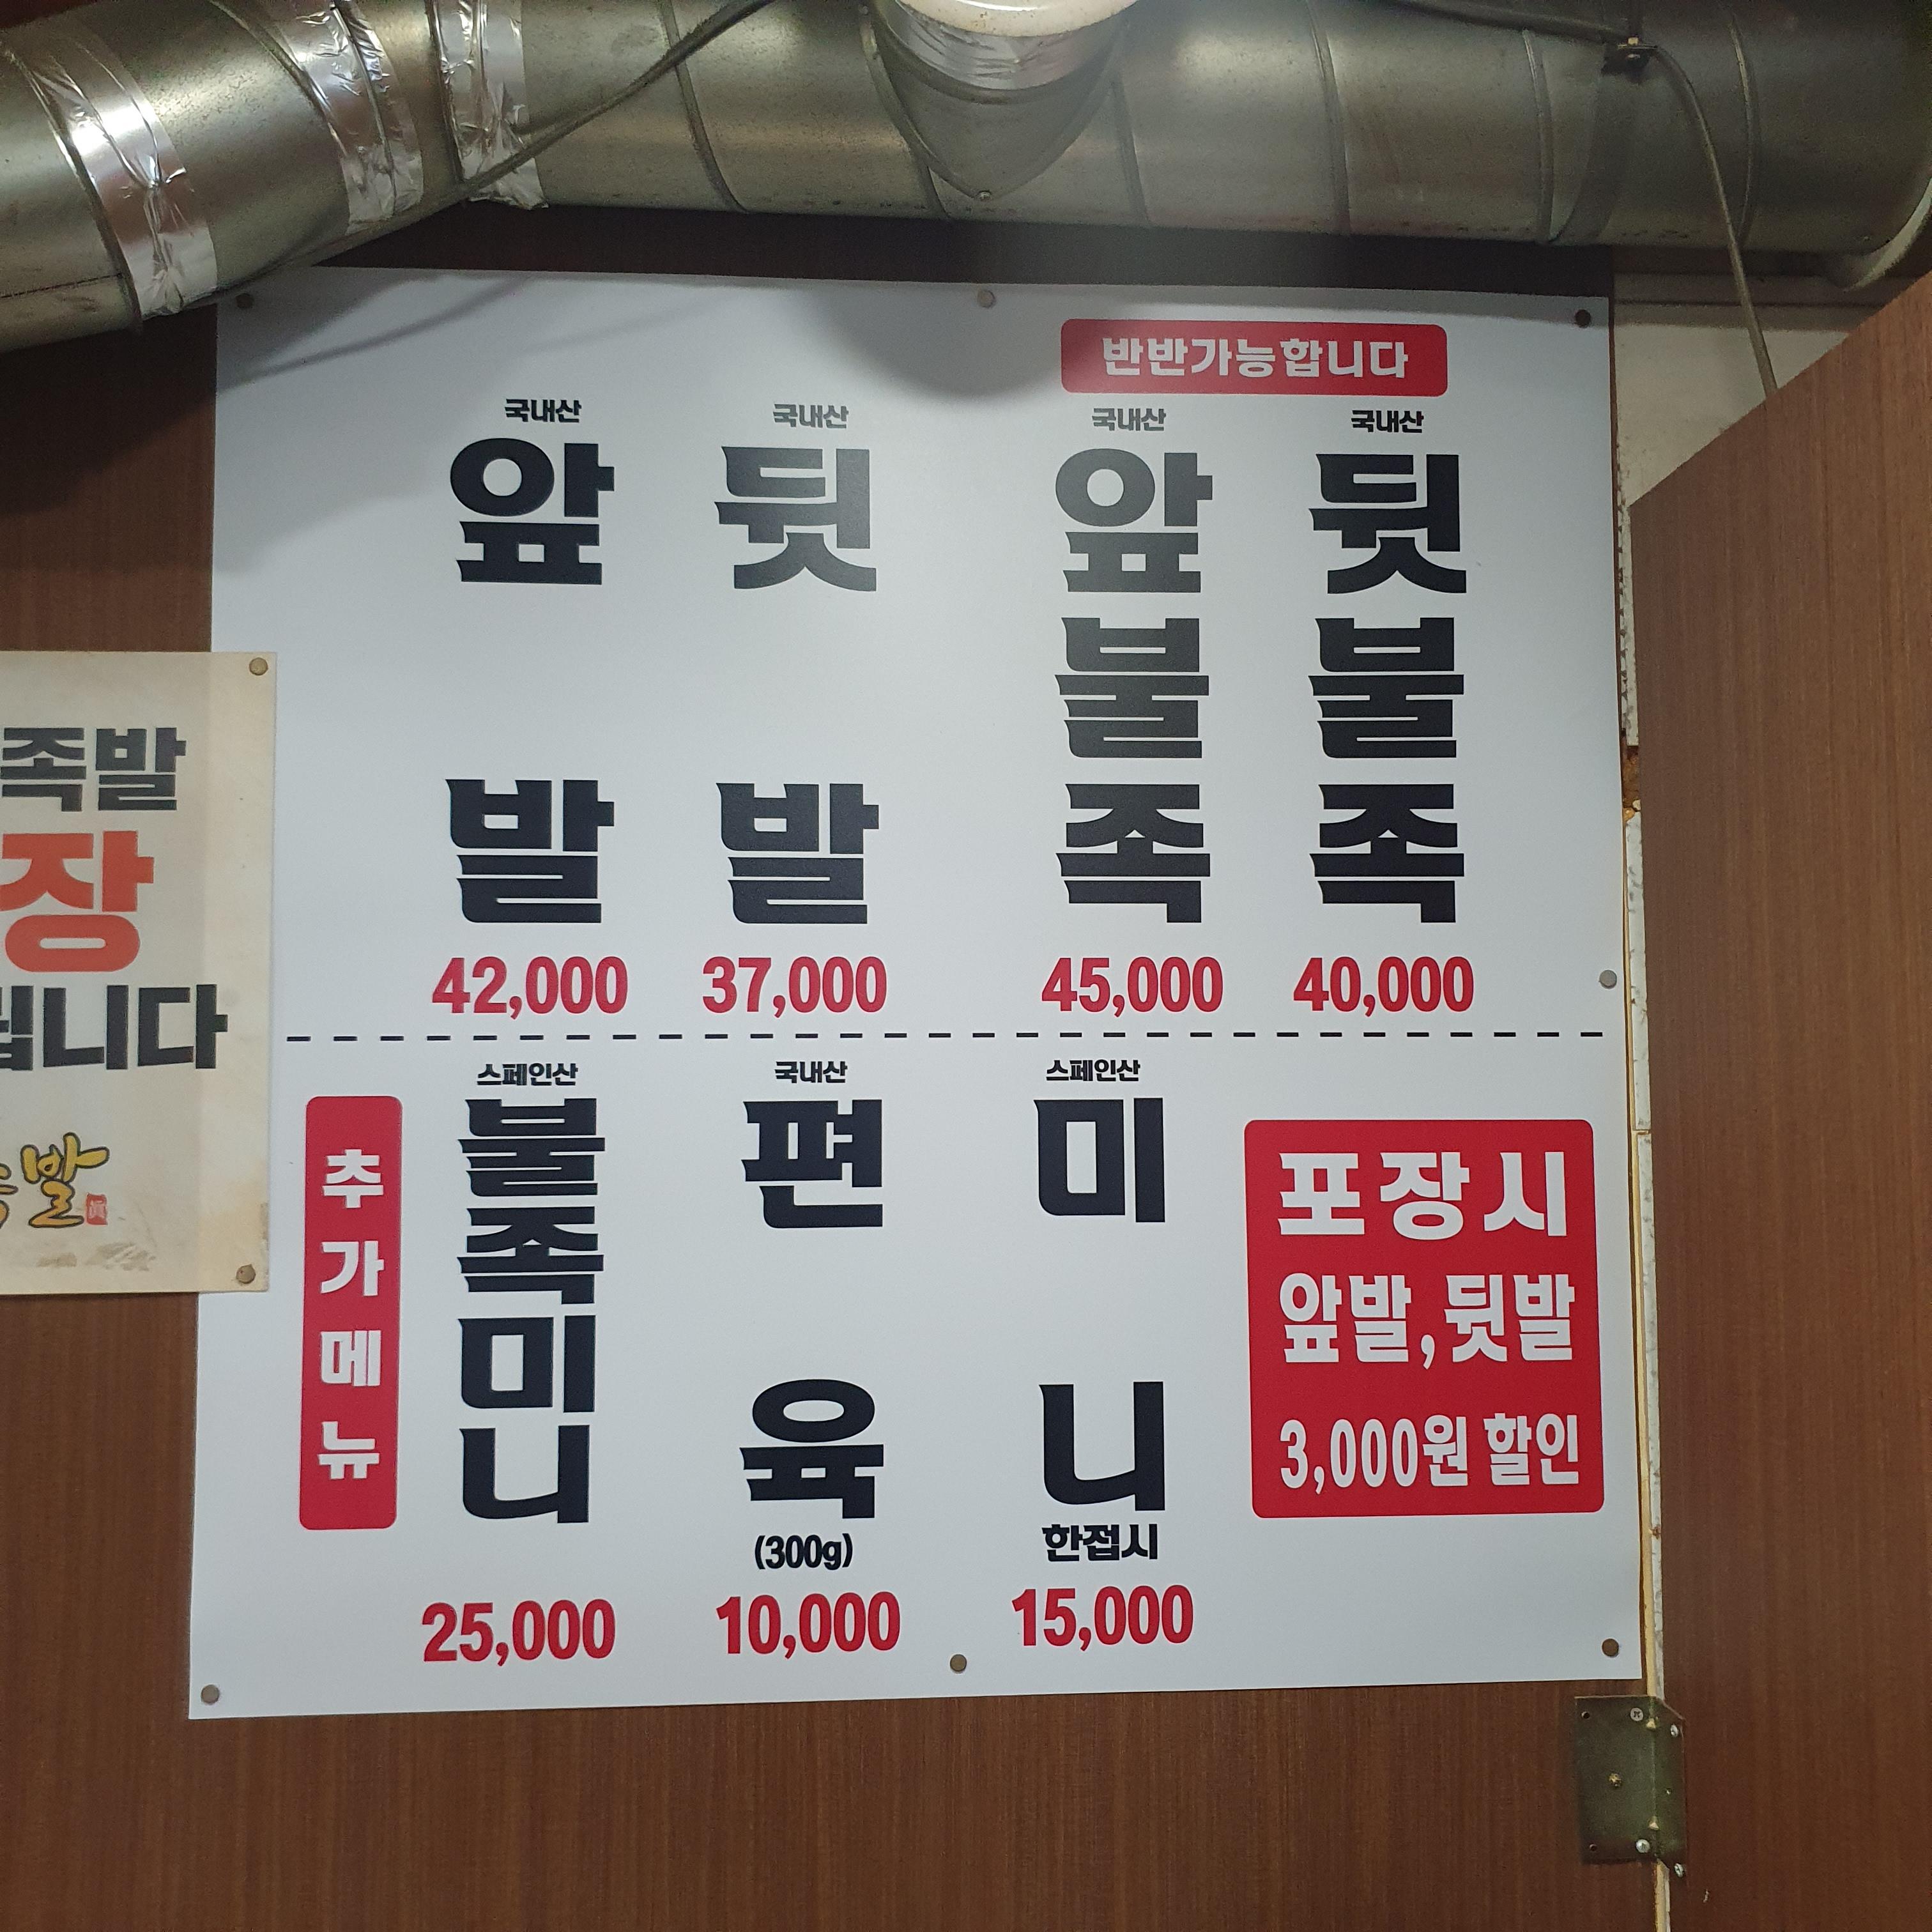 반반가능합니다
국내산
앞발
42,000
국내산
뒷발
37,000
국내산
앞불족
45,000
국내산
뒷불족
40,000
추가메뉴
스페인산
불족미니
25,000
국내산
편육
(300g)
10,000
스페인산
미니
한접시
15,000
포장시
앞발,뒷발
3,000원 할인
족발
장
니다
발